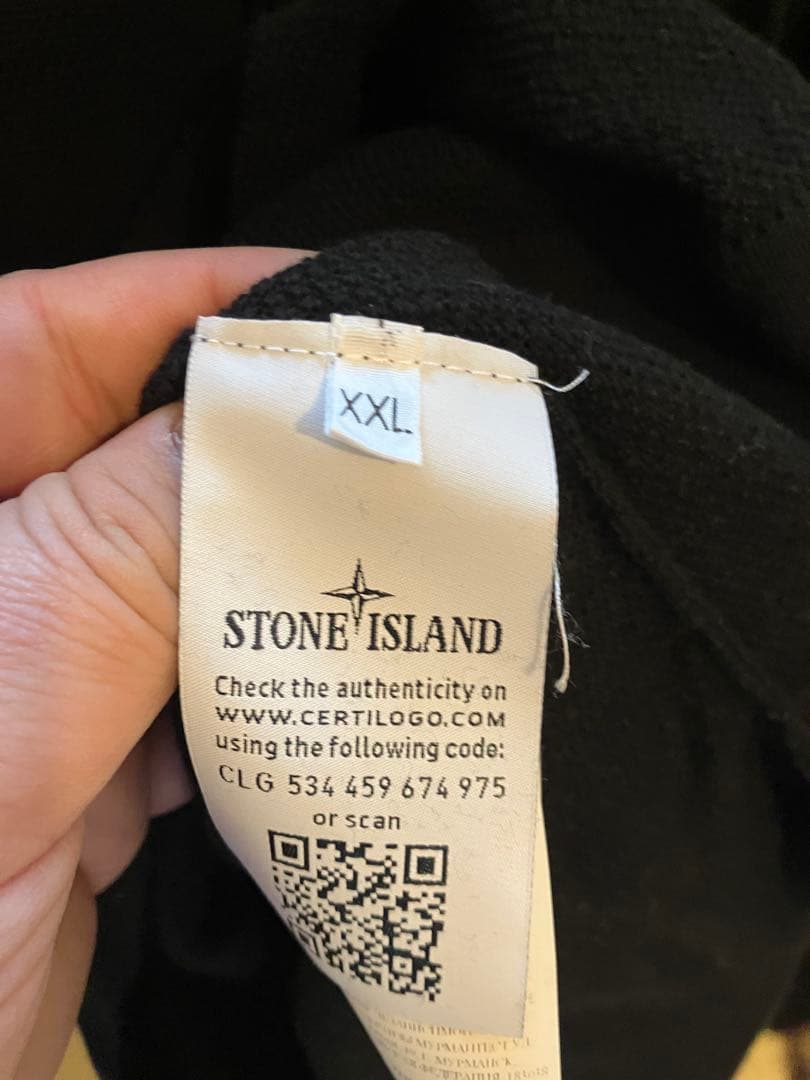 XXL
STONE ISLAND
Check the authenticity on
WWW.CERTILOGO.COM
using the following code:
CLG 534 459 674 975
or scan